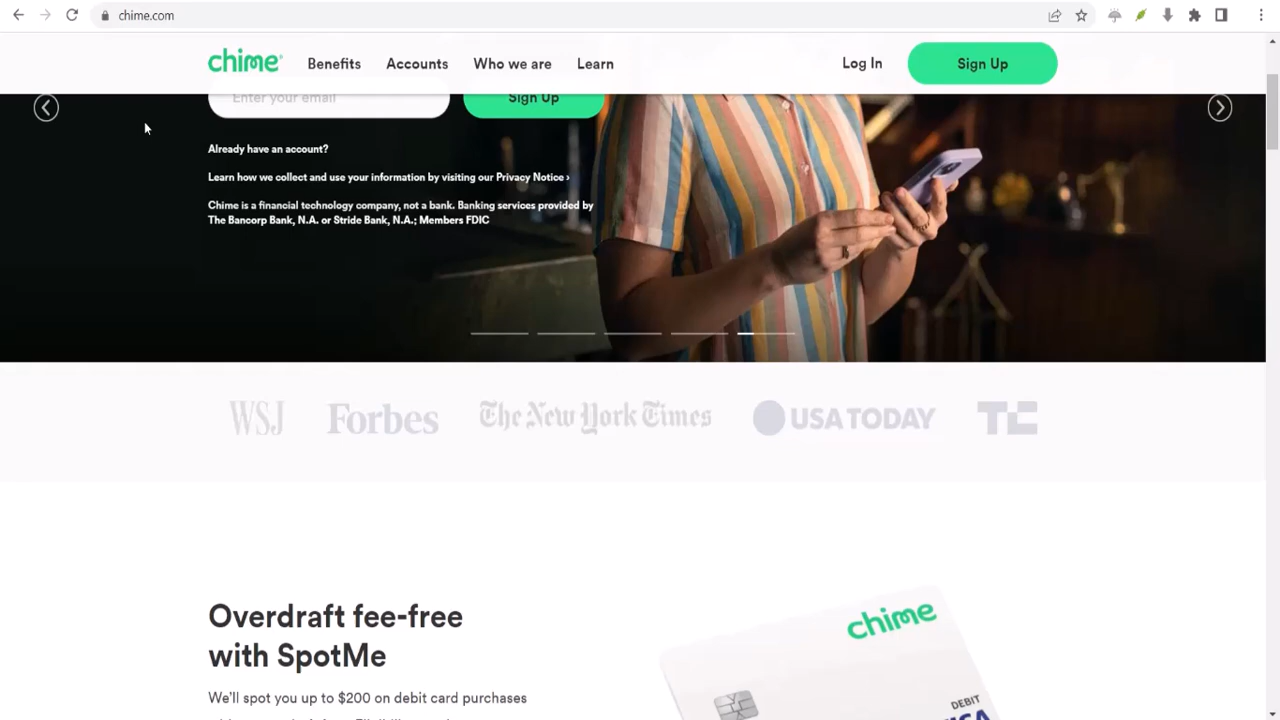 chime.com
chime
Benefits
Accounts
Who we are
Learn
Log In
Sign Up
Enter your email
Sign Up
Already have an account?
Learn how we collect and use your information by visiting our Privacy Notice ›
Chime is a financial technology company, not a bank. Banking services provided by
The Bancorp Bank, N.A. or Stride Bank, N.A.; Members FDIC
WSJ
Forbes
The New York Times
USA TODAY
TC
Overdraft fee-free
with SpotMe
We'll spot you up to $200 on debit card purchases
chime
DEBIT
VISA